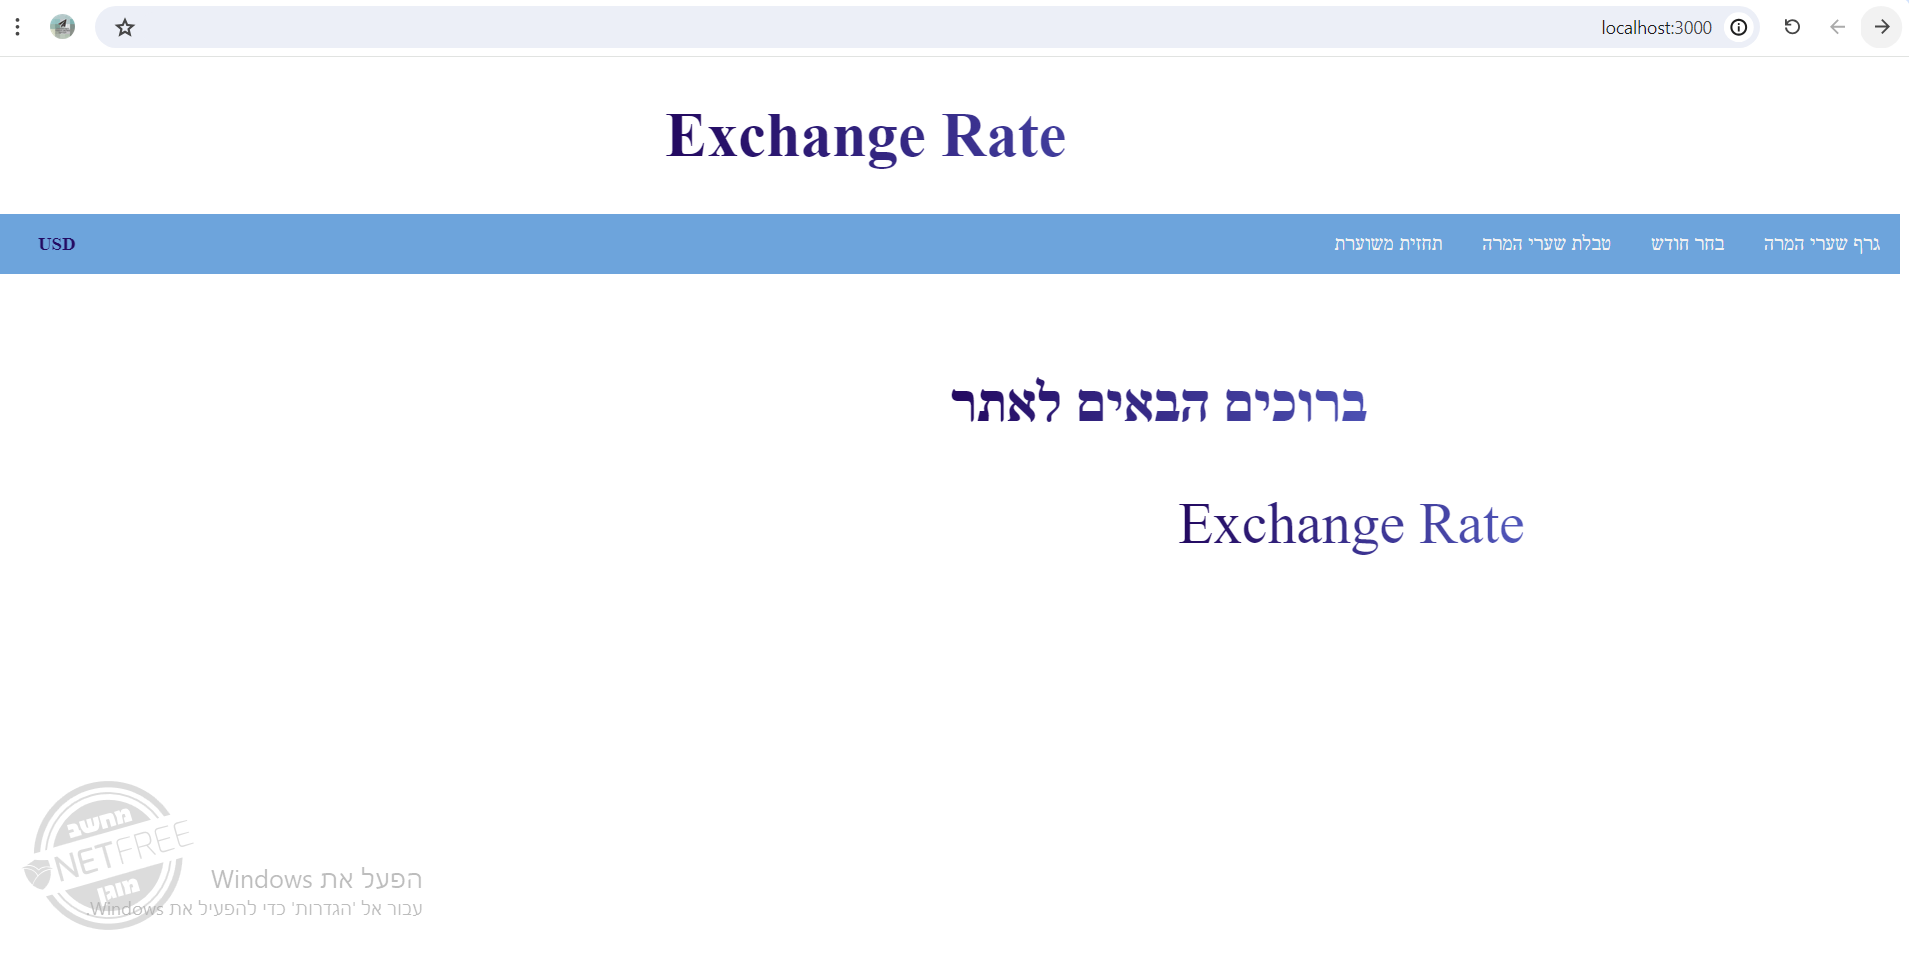 localhost:3000
Exchange Rate
גרף שערי המרה בחר חודש טבלת שערי המרה תחזית משוערת USD
ברוכים הבאים לאתר
Exchange Rate
מחשב
NETFREE
מוגן
הפעל את Windows
עבור אל 'הגדרות' כדי להפעיל את Windows.